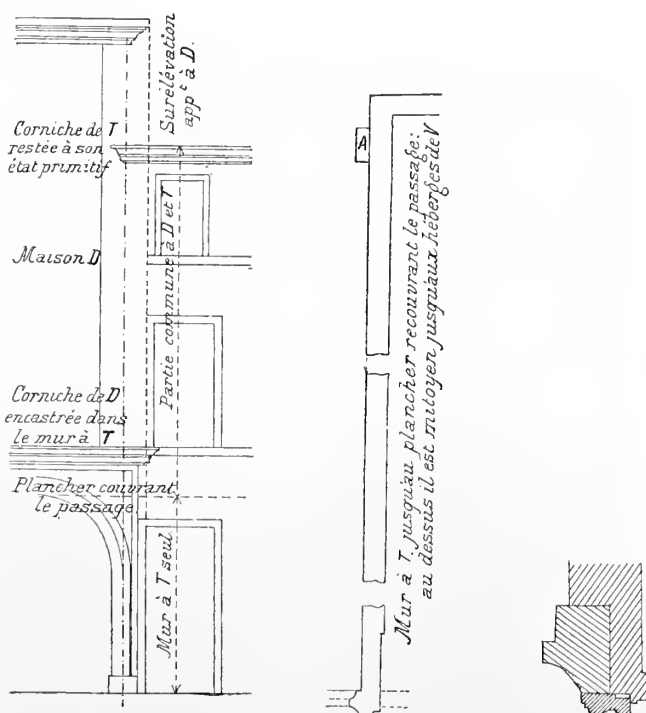 Surélévation
app.t à D.
Corniche de T
restée à son
état primitif
Maison D
Partie commune à D et T
Corniche de D
encastrée dans
le mur à T
Plancher couvrant
le passage
Mur à T seul
A
Mur à T. jusqu'au plancher recouvrant le passage:
au dessus il est mitoyen jusqu'aux héberges de V